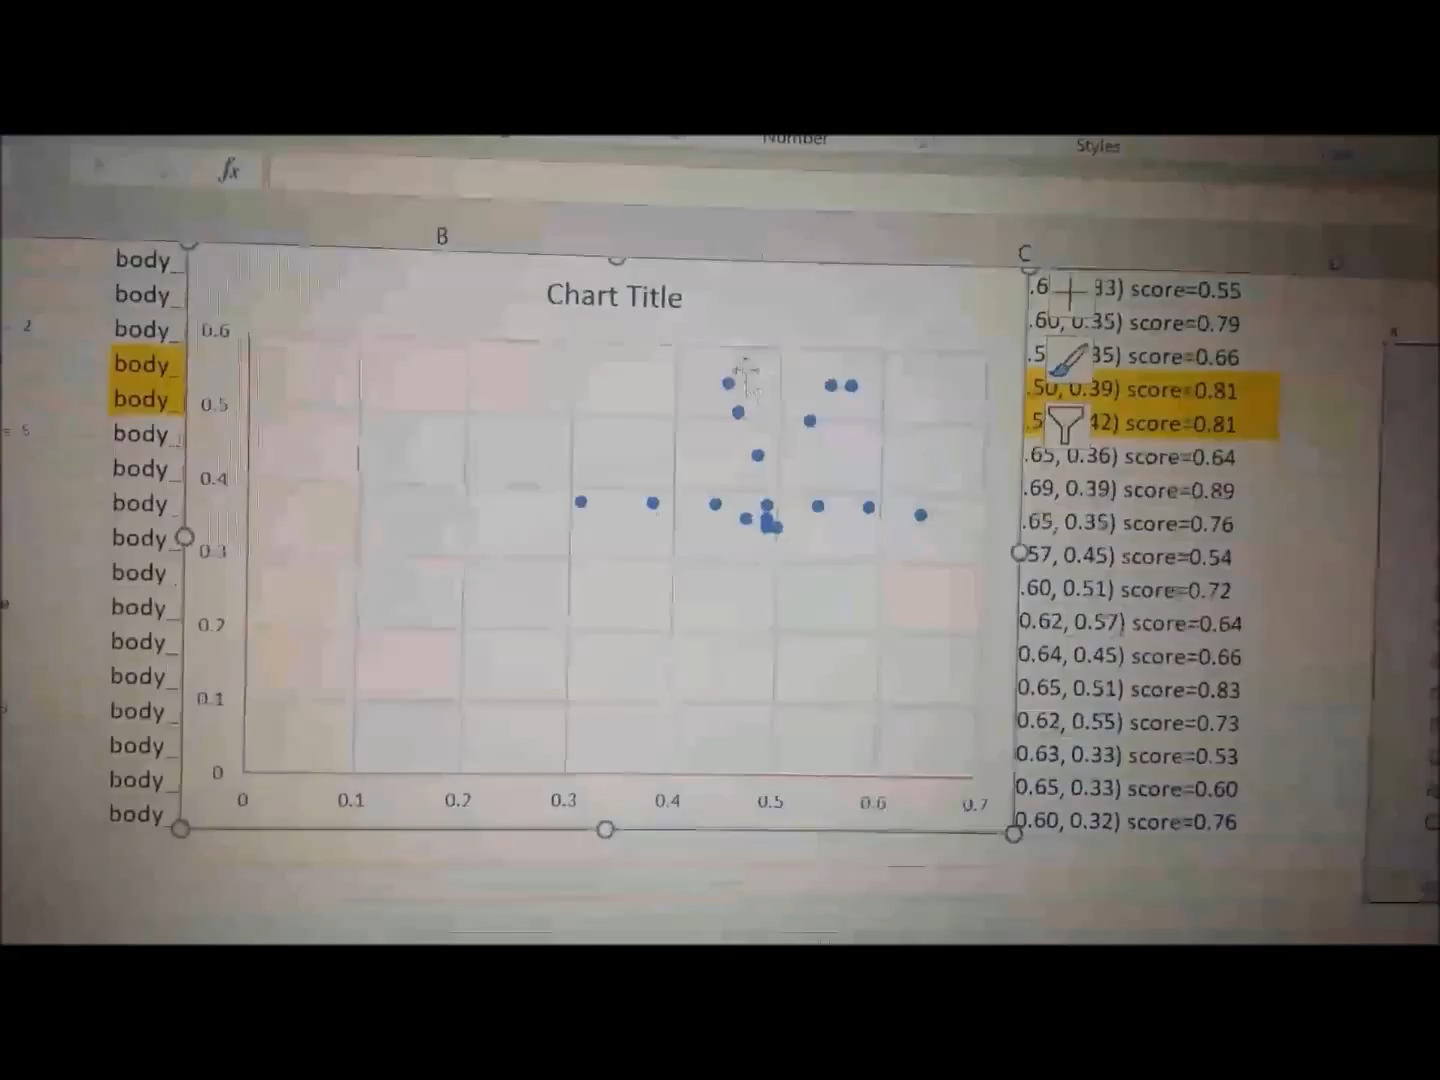 Number
Styles
fx
B
C
body_
body_
body_
body_
body_
body_
body_
body_
body_
body
body_
body_
body_
body_
body_
body_
body_
2
5
Chart Title
0.6
0.5
0.4
0.3
0.2
0.1
0
0
0.1
0.2
0.3
0.4
0.5
0.6
0.7
.6 33) score=0.55
.60, 0.35) score=0.79
.5 35) score=0.66
.50, 0.39) score=0.81
.5 42) score=0.81
.65, 0.36) score=0.64
.69, 0.39) score=0.89
.65, 0.35) score=0.76
57, 0.45) score=0.54
.60, 0.51) score=0.72
0.62, 0.57) score=0.64
0.64, 0.45) score=0.66
0.65, 0.51) score=0.83
0.62, 0.55) score=0.73
0.63, 0.33) score=0.53
0.65, 0.33) score=0.60
0.60, 0.32) score=0.76